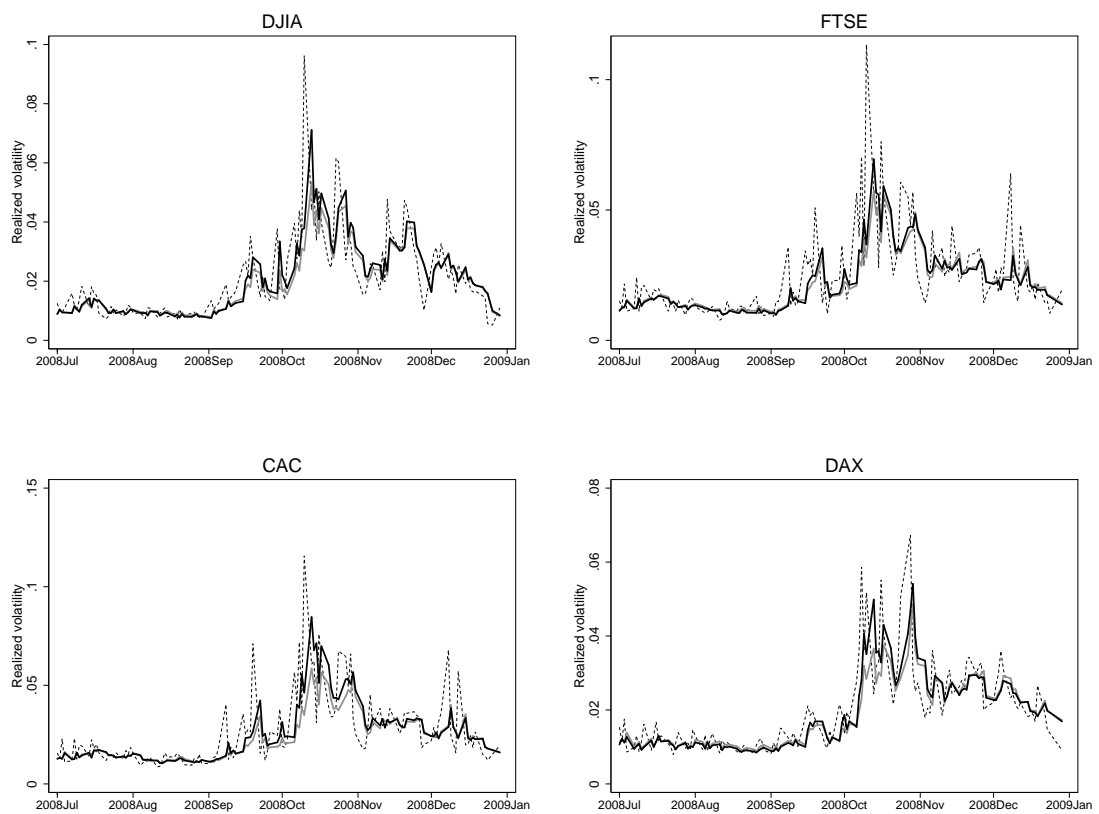 DJIA
Realized volatility
.1
.08
.06
.04
.02
0
2008Jul 2008Aug 2008Sep 2008Oct 2008Nov 2008Dec 2009Jan
FTSE
Realized volatility
.1
.05
0
2008Jul 2008Aug 2008Sep 2008Oct 2008Nov 2008Dec 2009Jan
CAC
Realized volatility
.15
.1
.05
0
2008Jul 2008Aug 2008Sep 2008Oct 2008Nov 2008Dec 2009Jan
DAX
Realized volatility
.08
.06
.04
.02
0
2008Jul 2008Aug 2008Sep 2008Oct 2008Nov 2008Dec 2009Jan